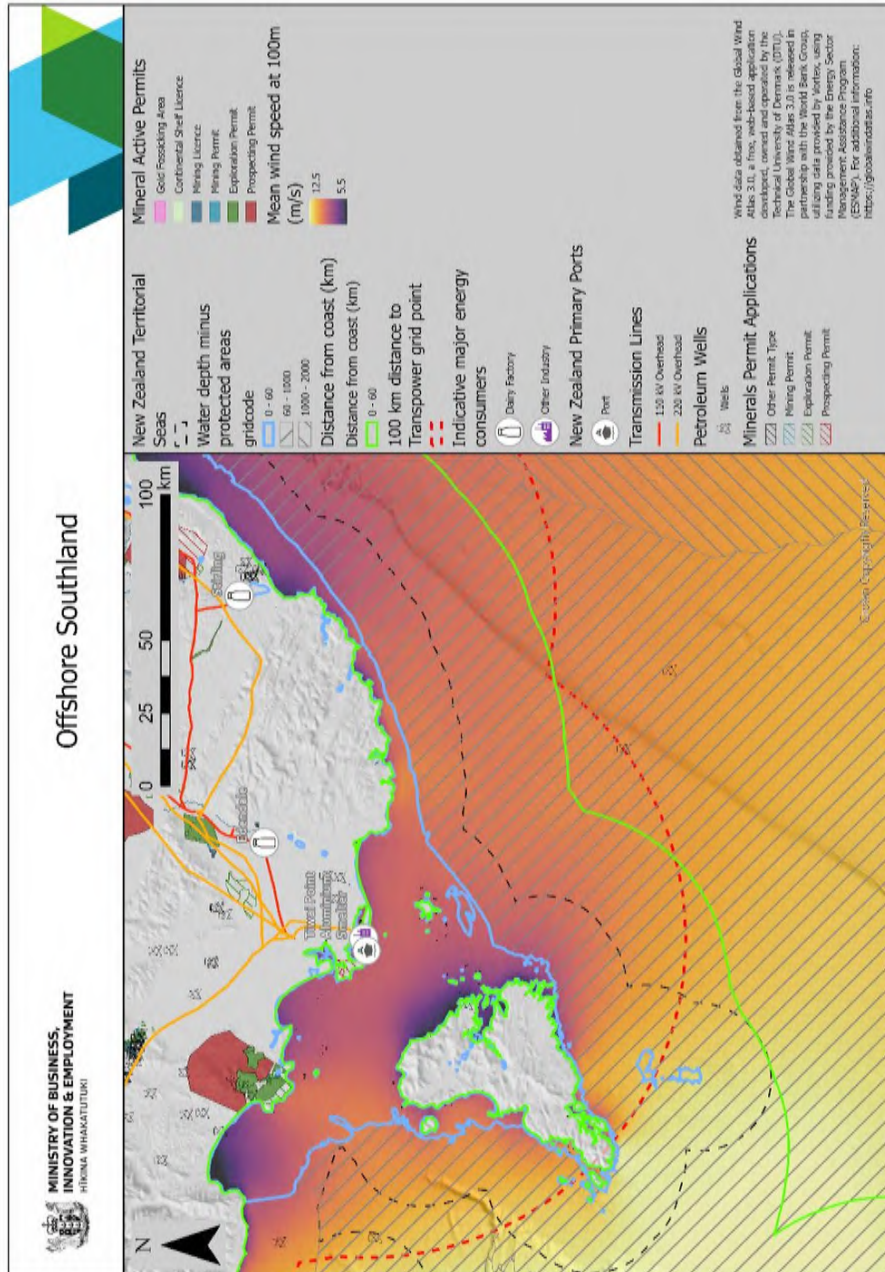 MINISTRY OF BUSINESS,
INNOVATION & EMPLOYMENT
HĪKINA WHAKATUTUKI
Offshore Southland
N
0 25 50 100
km
Stirling
Edendale
Tiwai Point
Aluminium
Smelter
Crown Copyright Reserved
New Zealand Territorial
Seas
Water depth minus
protected areas
gridcode
0 - 60
60 - 1000
1000 - 2000
Distance from coast (km)
Distance from coast (km)
0 - 60
100 km distance to
Transpower grid point
Indicative major energy
consumers
Dairy Factory
Other Industry
New Zealand Primary Ports
Port
Transmission Lines
110 kV Overhead
220 kV Overhead
Petroleum Wells
Wells
Minerals Permit Applications
Other Permit Type
Mining Permit
Exploration Permit
Prospecting Permit
Mineral Active Permits
Gold Fossicking Area
Continental Shelf Licence
Mining Licence
Mining Permit
Exploration Permit
Prospecting Permit
Mean wind speed at 100m
(m/s)
12.5
5.5
Wind data obtained from the Global Wind
Atlas 3.0, a free, web-based application
developed, owned and operated by the
Technical University of Denmark (DTU).
The Global Wind Atlas 3.0 is released in
partnership with the World Bank Group,
utilizing data provided by Vortex, using
funding provided by the Energy Sector
Management Assistance Program
(ESMAP). For additional information:
https://globalwindatlas.info